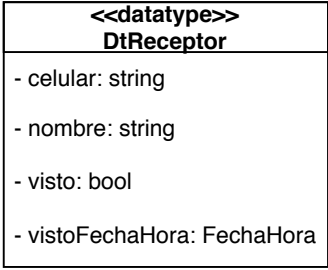 <<datatype>>
DtReceptor
- celular: string
- nombre: string
- visto: bool
- vistoFechaHora: FechaHora